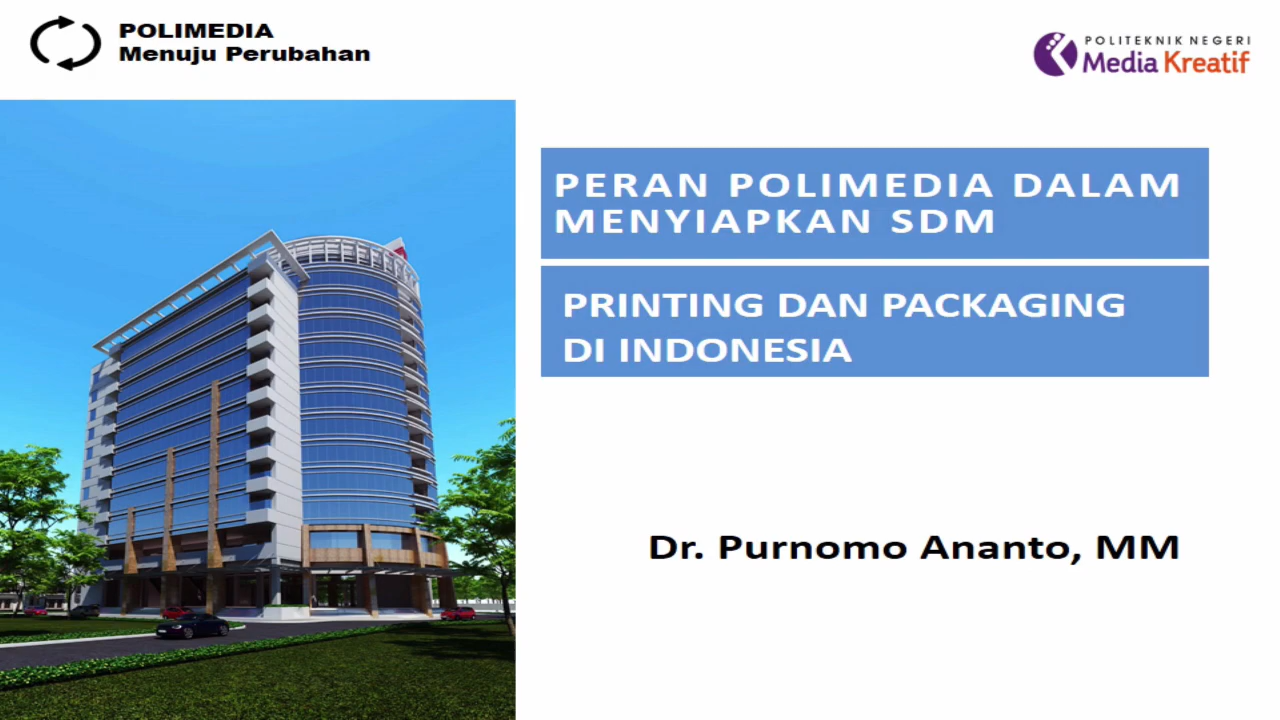 POLIMEDIA
Menuju Perubahan
POLITEKNIK NEGERI
Media Kreatif
PERAN POLIMEDIA DALAM
MENYIAPKAN SDM
PRINTING DAN PACKAGING
DI INDONESIA
Dr. Purnomo Ananto, MM